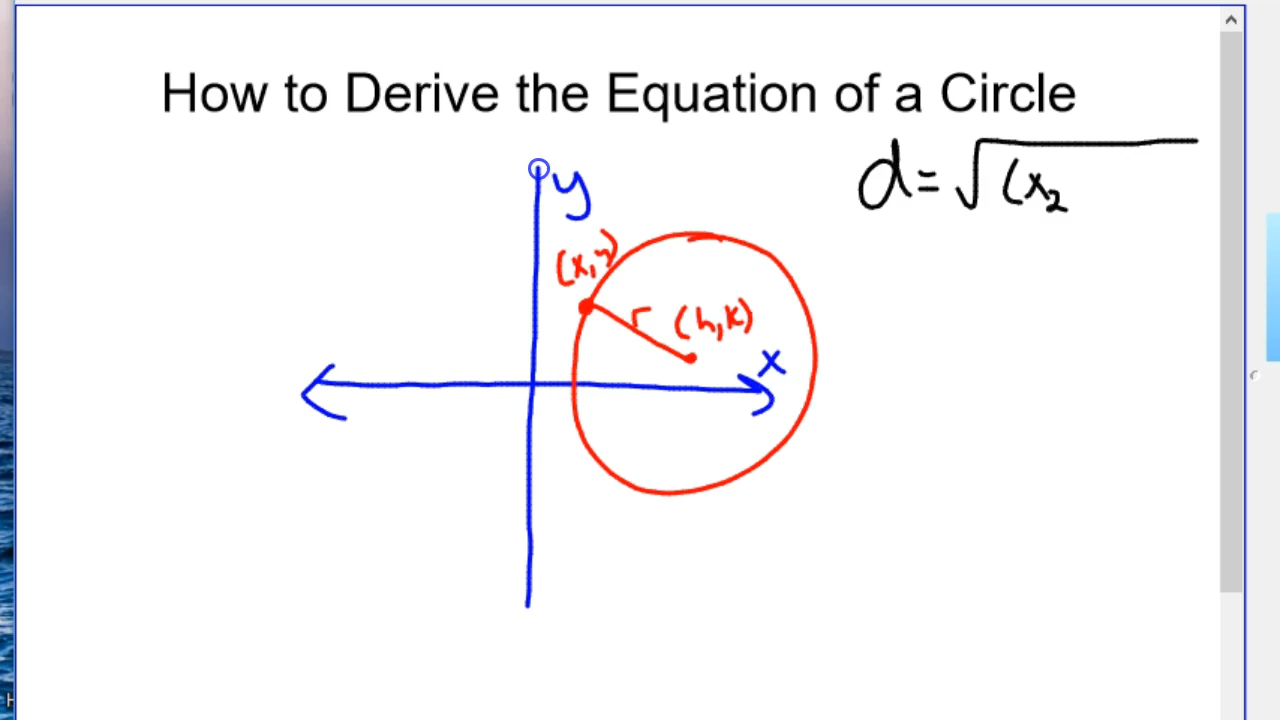 How to Derive the Equation of a Circle
d = √(x₂
y
(x,y)
r (h,k)
x
H